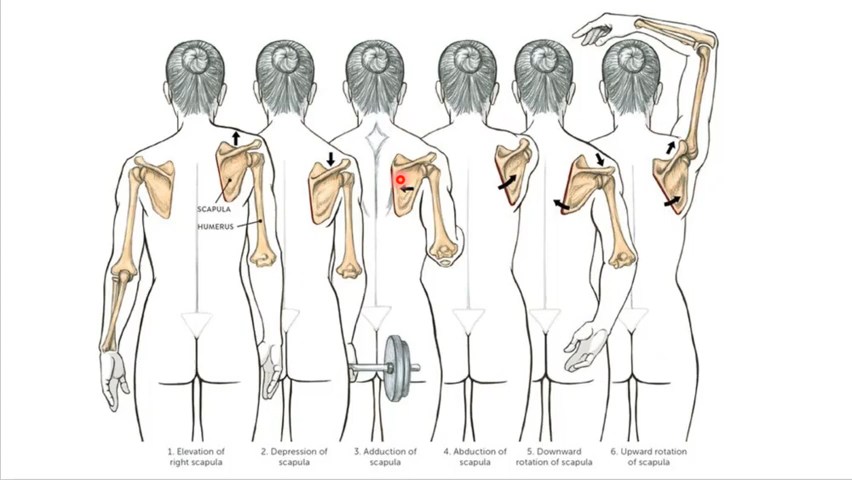 SCAPULA
HUMERUS
1. Elevation of
right scapula
2. Depression of
scapula
3. Adduction of
scapula
4. Abduction of
scapula
5. Downward
rotation of scapula
6. Upward rotation
of scapula